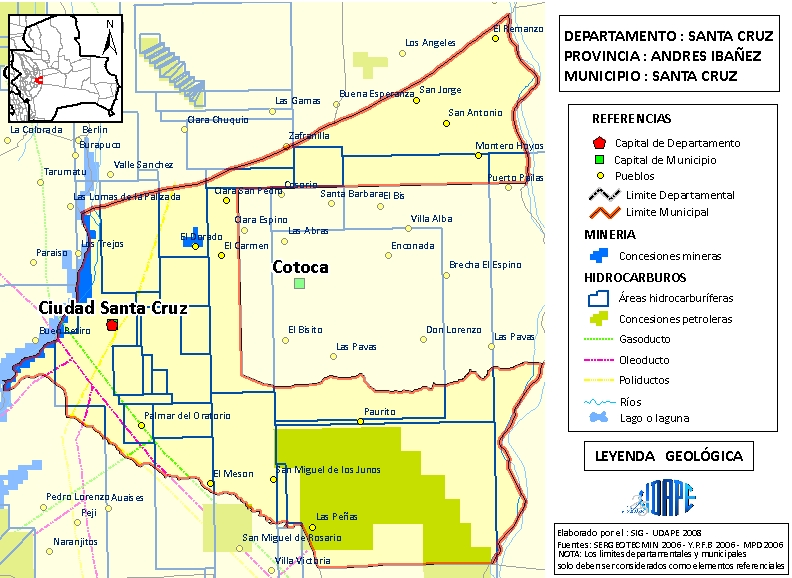 N
El Remanzo
Los Angeles
Las Gamas
Buena Esperanza
San Jorge
San Antonio
La Colorada
Berlin
Burapuco
Clara Chuquio
Zafranilla
Montero Hoyos
Valle Sanchez
Tarumatu
Puerto Pailas
Clara San Pedro
Cosorio
Santa Barbara
El Bis
Las Lomas de la Palizada
Clara Espino
Villa Alba
Las Abras
Los Trejos
El Dorado
El Carmen
Enconada
Paraiso
Brecha El Espino
Cotoca
Ciudad Santa Cruz
Buen Retiro
El Bisito
Don Lorenzo
Las Pavas
Las Pavas
Palmar del Oratorio
Paurito
El Meson
San Miguel de los Junos
Pedro Lorenzo
Auaises
Peji
Las Peñas
Naranjitos
San Miguel de Rosario
Villa Victoria
DEPARTAMENTO : SANTA CRUZ
PROVINCIA : ANDRES IBAÑEZ
MUNICIPIO : SANTA CRUZ
REFERENCIAS
Capital de Departamento
Capital de Municipio
Pueblos
Limite Departamental
Limite Municipal
MINERIA
Concesiones mineras
HIDROCARBUROS
Áreas hidrocarburíferas
Concesiones petroleras
Gasoducto
Oleoducto
Poliductos
Ríos
Lago o laguna
LEYENDA GEOLÓGICA
UDAPE
Elaborado por el : SIG - UDAPE 2008
Fuentes: SERGEOTECMIN 2006 - Y.P.F.B 2006 - MPD2006
NOTA: Los límites departamentales y municipales
solo deben ser considerados como elementos referenciales